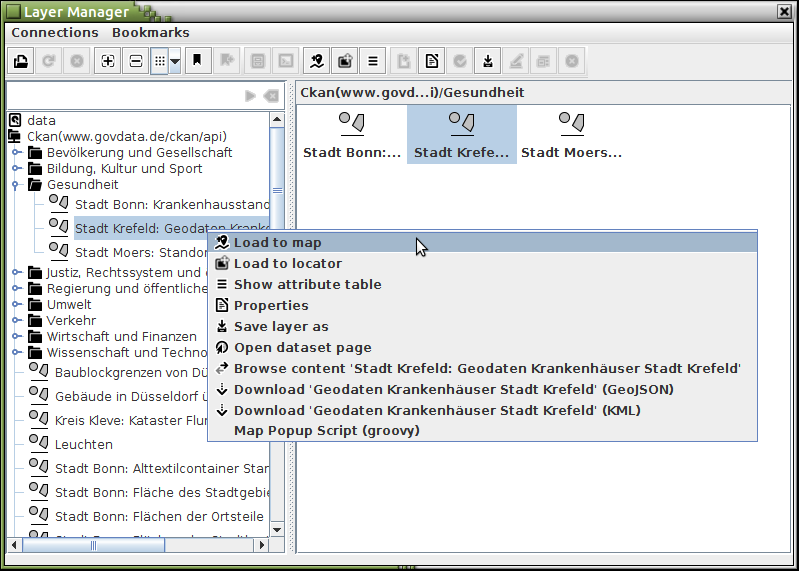 Layer Manager
Connections Bookmarks
data
Ckan(www.govdata.de/ckan/api)
Bevölkerung und Gesellschaft
Bildung, Kultur und Sport
Gesundheit
Stadt Bonn: Krankenhausstand
Stadt Krefeld: Geodaten Kranke
Stadt Moers: Standor
Justiz, Rechtssystem und
Regierung und öffentliche
Umwelt
Verkehr
Wirtschaft und Finanzen
Wissenschaft und Techno
Baublockgrenzen von Dü
Gebäude in Düsseldorf ü
Kreis Kleve: Kataster Flur
Leuchten
Stadt Bonn: Alttextilcontainer Stan
Stadt Bonn: Fläche des Stadtgebie
Stadt Bonn: Flächen der Ortsteile
Ckan(www.govd...i)/Gesundheit
Stadt Bonn:...
Stadt Krefe...
Stadt Moers...
Load to map
Load to locator
Show attribute table
Properties
Save layer as
Open dataset page
Browse content 'Stadt Krefeld: Geodaten Krankenhäuser Stadt Krefeld'
Download 'Geodaten Krankenhäuser Stadt Krefeld' (GeoJSON)
Download 'Geodaten Krankenhäuser Stadt Krefeld' (KML)
Map Popup Script (groovy)